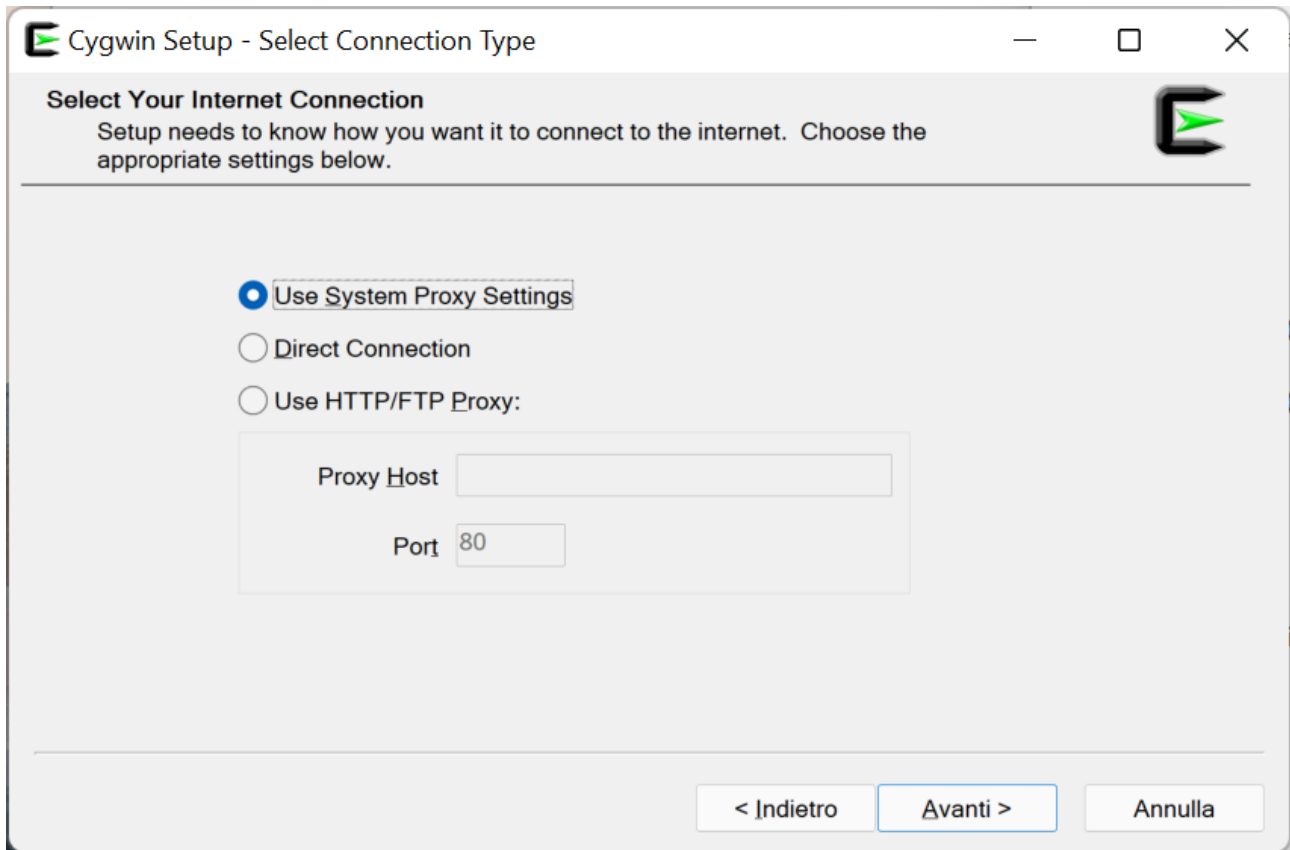 Cygwin Setup - Select Connection Type
Select Your Internet Connection
Setup needs to know how you want it to connect to the internet.  Choose the
appropriate settings below.
Use System Proxy Settings
Direct Connection
Use HTTP/FTP Proxy:
Proxy Host
Port 80
< Indietro Avanti > Annulla